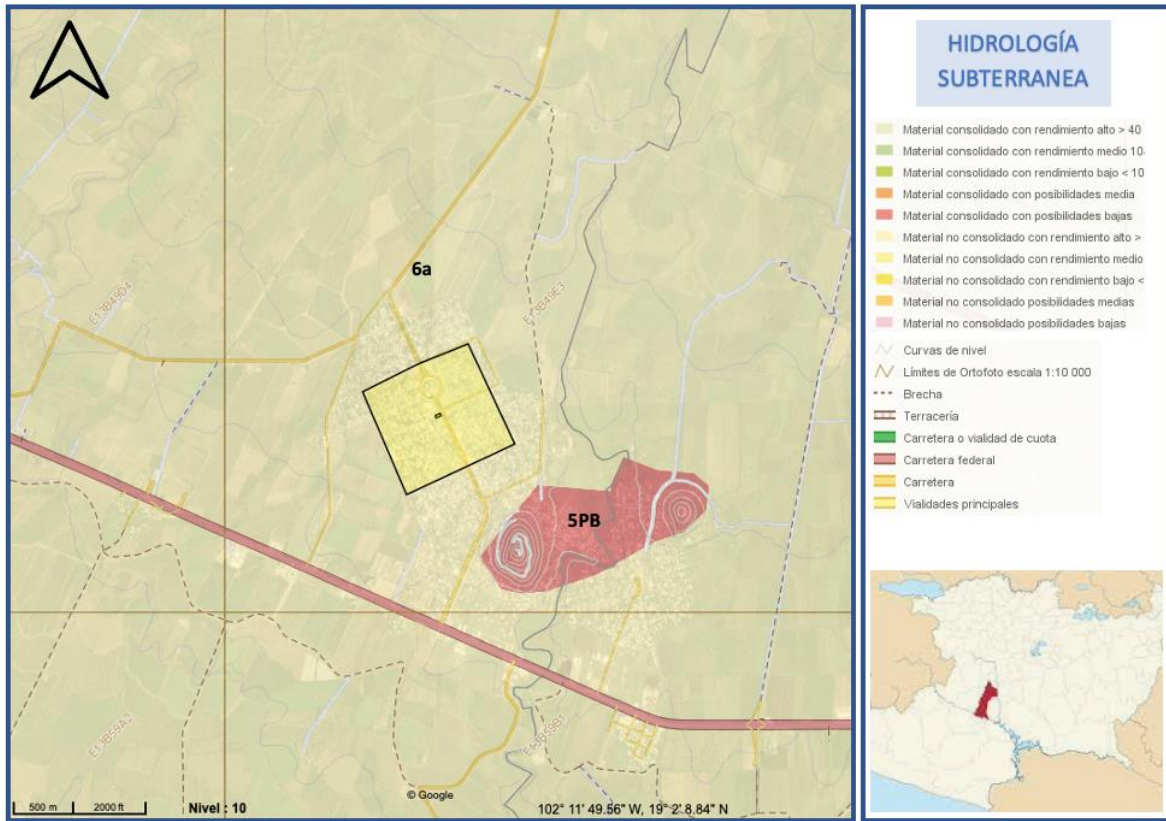 6a
E13B49D4
E13B49E3
5PB
E13B59A2
E13B59B1
500 m
2000 ft
Nivel : 10
© Google
102° 11' 49.56" W, 19° 2' 8.84" N
HIDROLOGÍA
SUBTERRANEA
Material consolidado con rendimiento alto > 40
Material consolidado con rendimiento medio 10-
Material consolidado con rendimiento bajo < 10
Material consolidado con posibilidades media
Material consolidado con posibilidades bajas
Material no consolidado con rendimiento alto >
Material no consolidado con rendimiento medio
Material no consolidado con rendimiento bajo <
Material no consolidado posibilidades medias
Material no consolidado posibilidades bajas
Curvas de nivel
Límites de Ortofoto escala 1:10 000
Brecha
Terracería
Carretera o vialidad de cuota
Carretera federal
Carretera
Vialidades principales